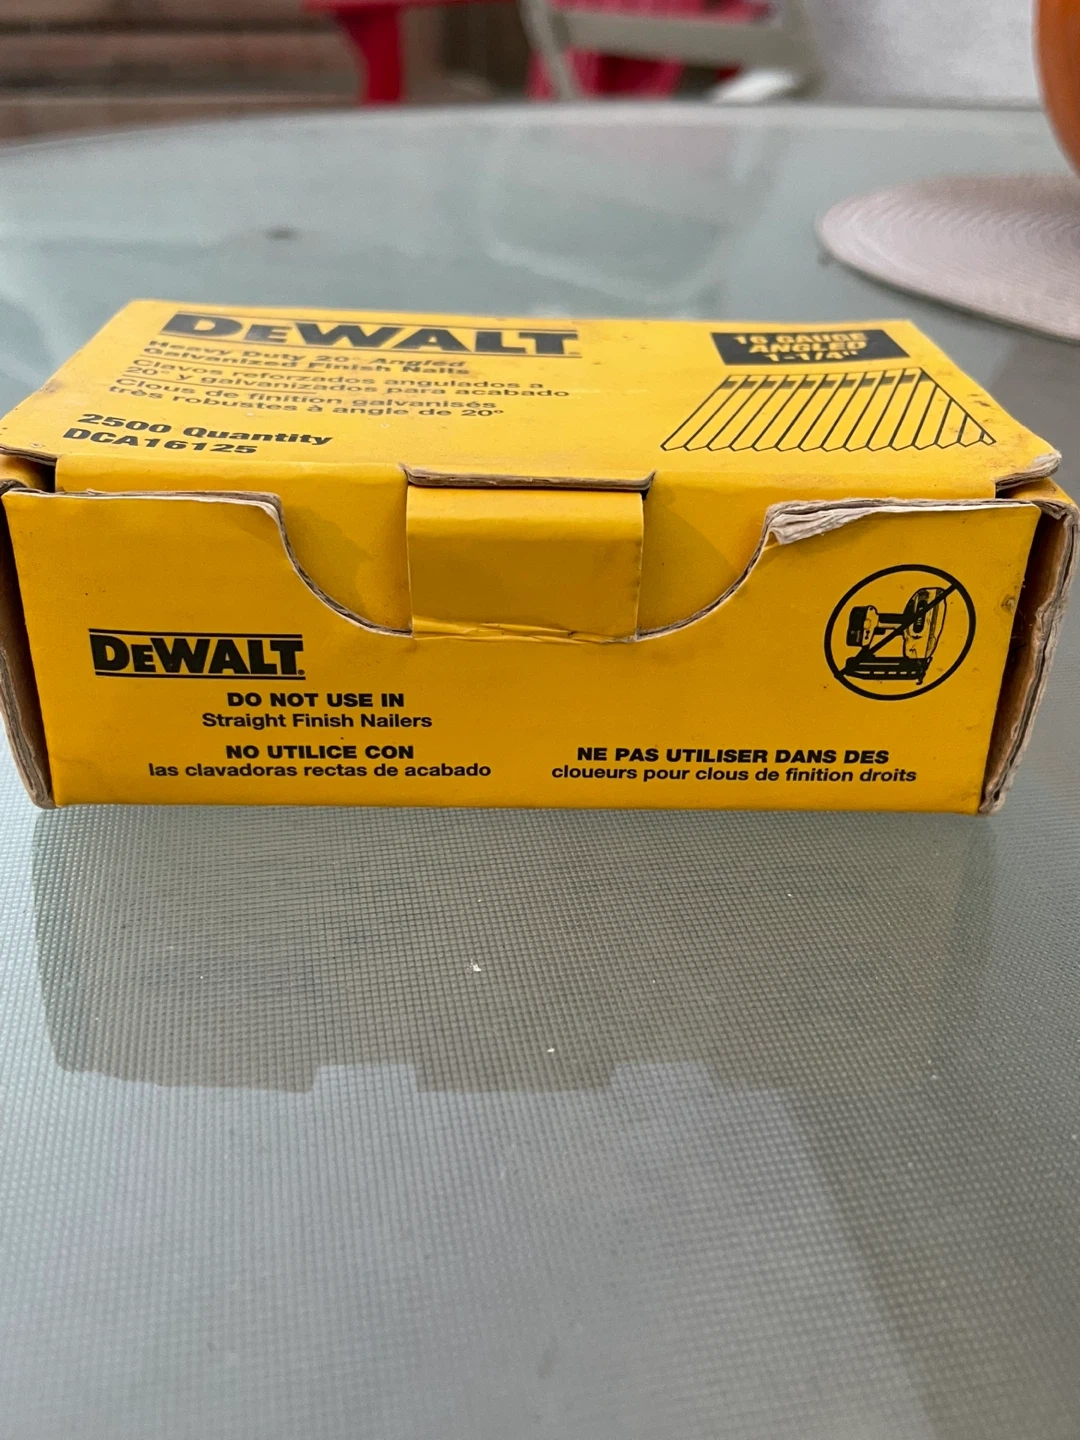 DEWALT
Heavy Duty 20° Angled
Galvanized Finish Nails
Clavos reforzados angulados a
20° y galvanizados para acabado
Clous de finition galvanisés
très robustes à angle de 20°
2500 Quantity
DCA16125
16 GAUGE
ANGLED
1-1/4"
DEWALT
DO NOT USE IN
Straight Finish Nailers
NO UTILICE CON
las clavadoras rectas de acabado
NE PAS UTILISER DANS DES
cloueurs pour clous de finition droits